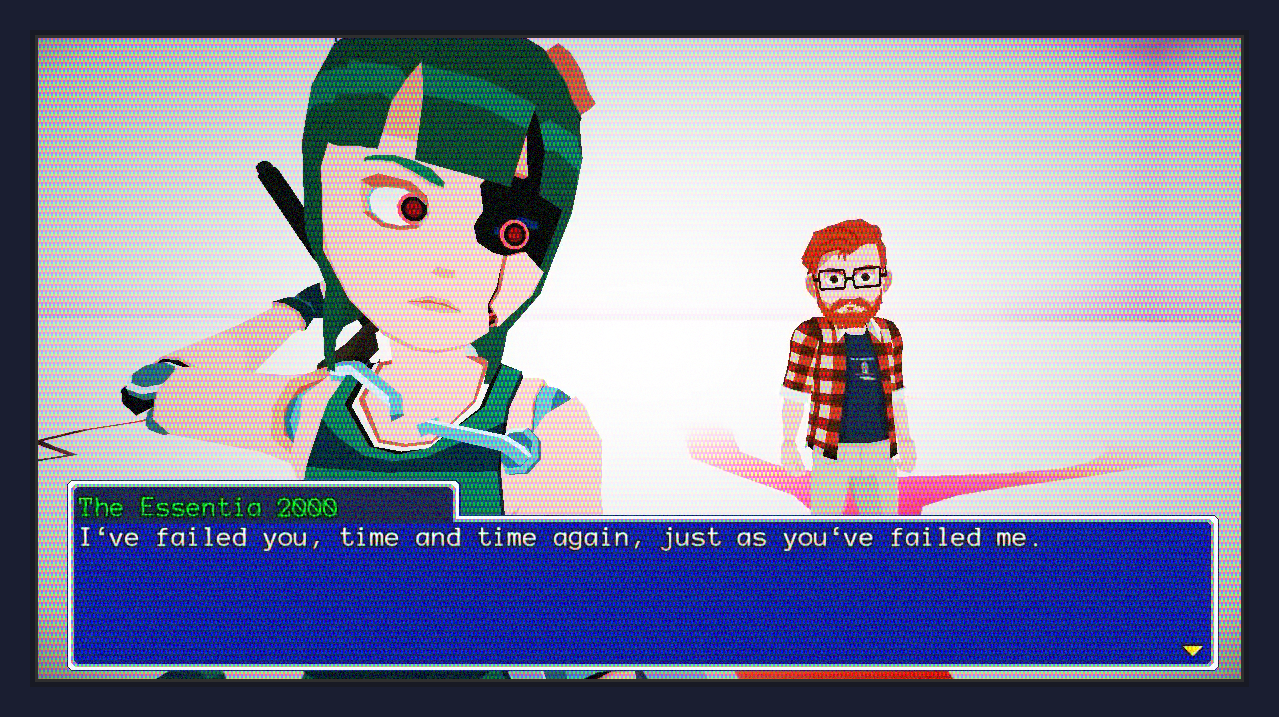 The Essentia 2000
I‘ve failed you, time and time again, just as you‘ve failed me.